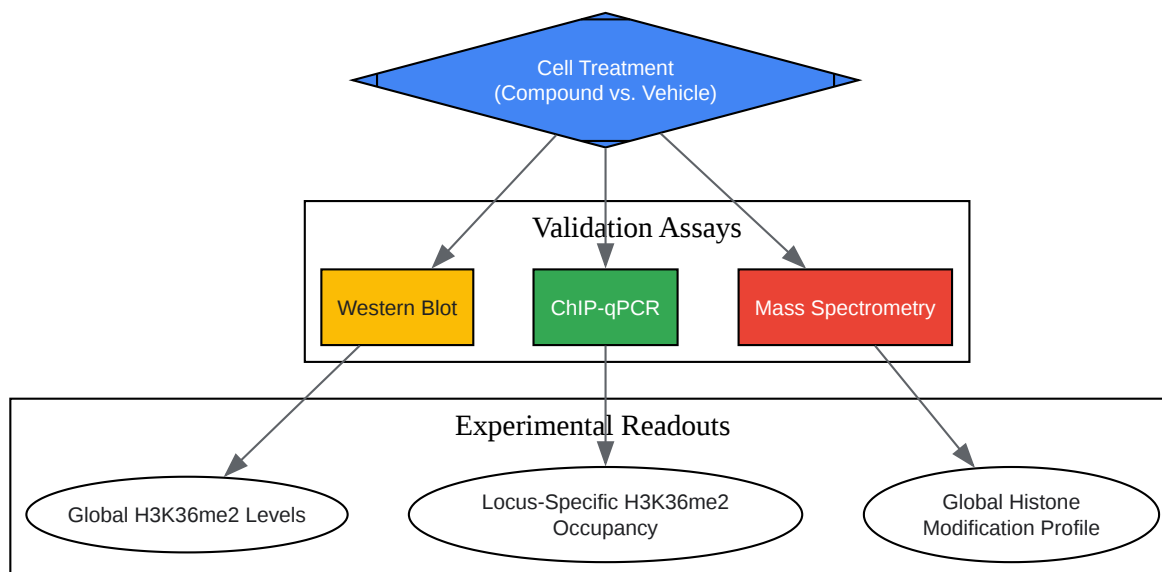 Cell Treatment
(Compound vs. Vehicle)
Validation Assays
Western Blot
ChIP-qPCR
Mass Spectrometry
Experimental Readouts
Global H3K36me2 Levels
Locus-Specific H3K36me2
Occupancy
Global Histone
Modification Profile